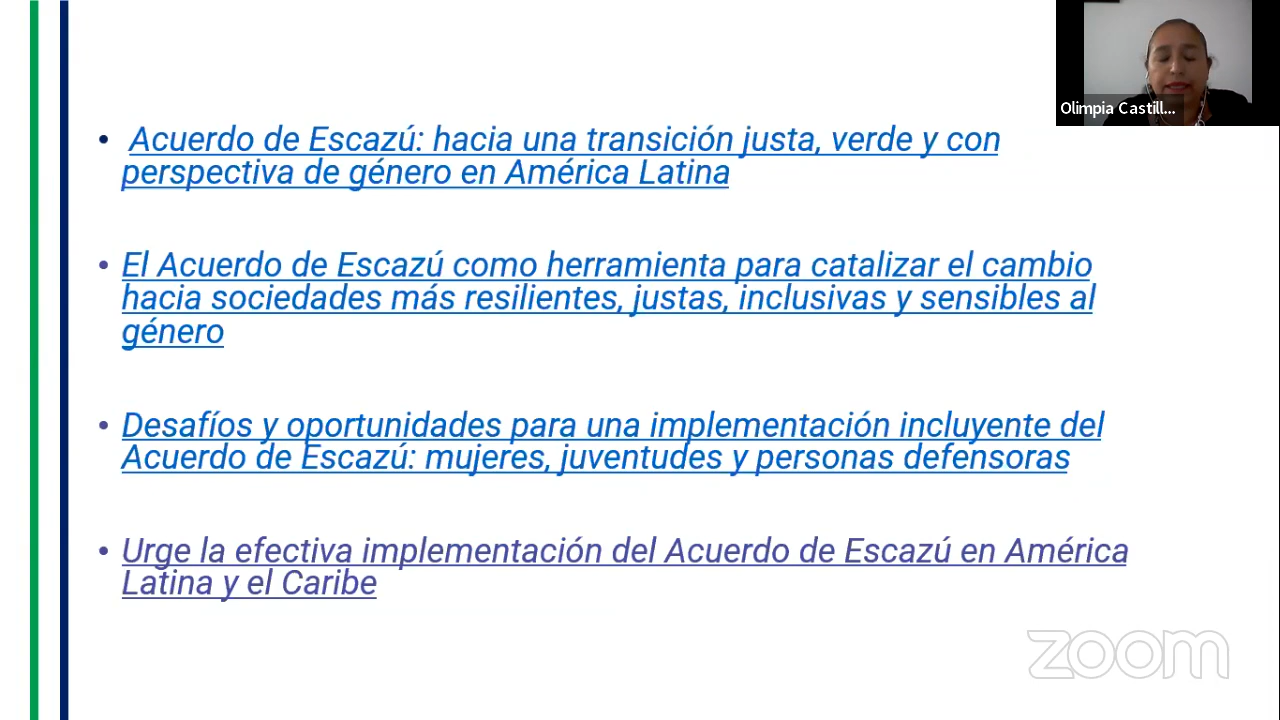 Olimpia Castill...
• Acuerdo de Escazú: hacia una transición justa, verde y con
perspectiva de género en América Latina
• El Acuerdo de Escazú como herramienta para catalizar el cambio
hacia sociedades más resilientes, justas, inclusivas y sensibles al
género
• Desafíos y oportunidades para una implementación incluyente del
Acuerdo de Escazú: mujeres, juventudes y personas defensoras
• Urge la efectiva implementación del Acuerdo de Escazú en América
Latina y el Caribe
zoom